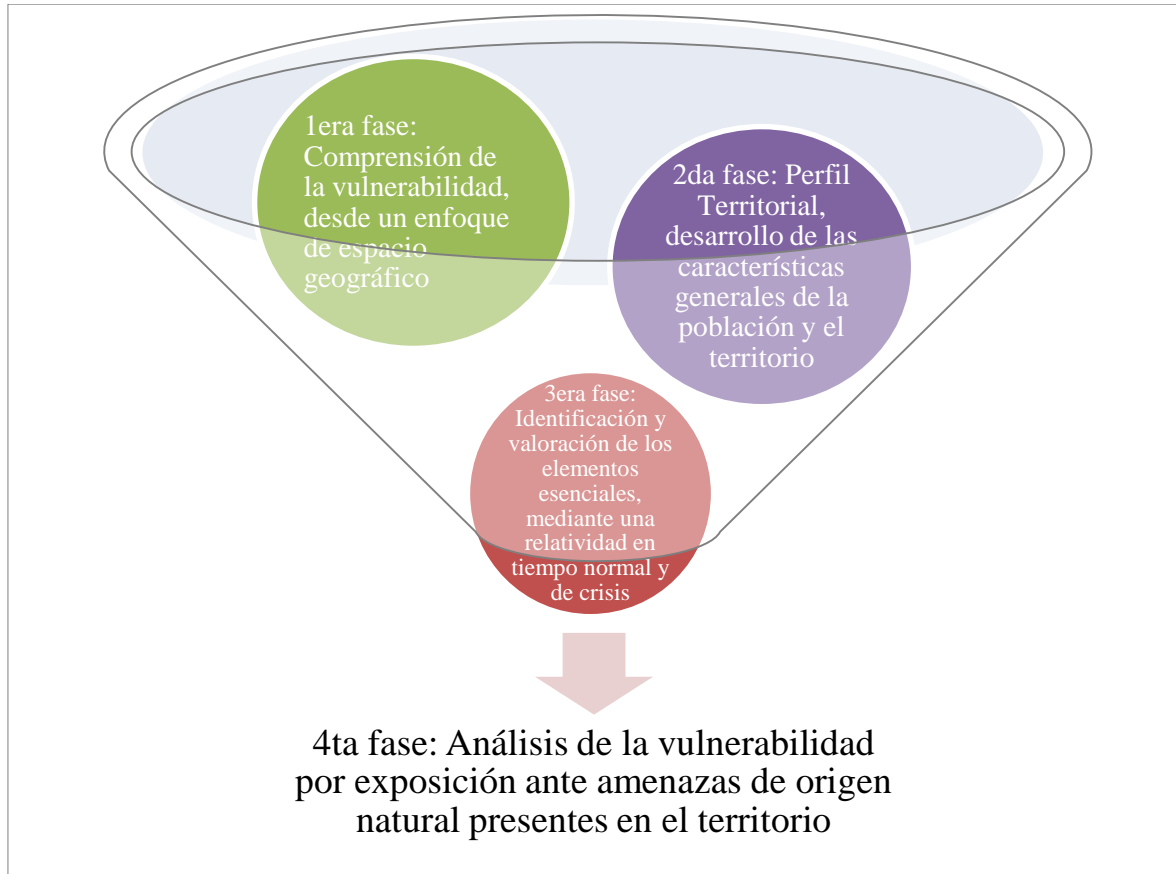 1era fase:
Comprensión de
la vulnerabilidad,
desde un enfoque
de espacio
geográfico
2da fase: Perfil
Territorial,
desarrollo de las
características
generales de la
población y el
territorio
3era fase:
Identificación y
valoración de los
elementos
esenciales,
mediante una
relatividad en
tiempo normal y
de crisis
4ta fase: Análisis de la vulnerabilidad
por exposición ante amenazas de origen
natural presentes en el territorio